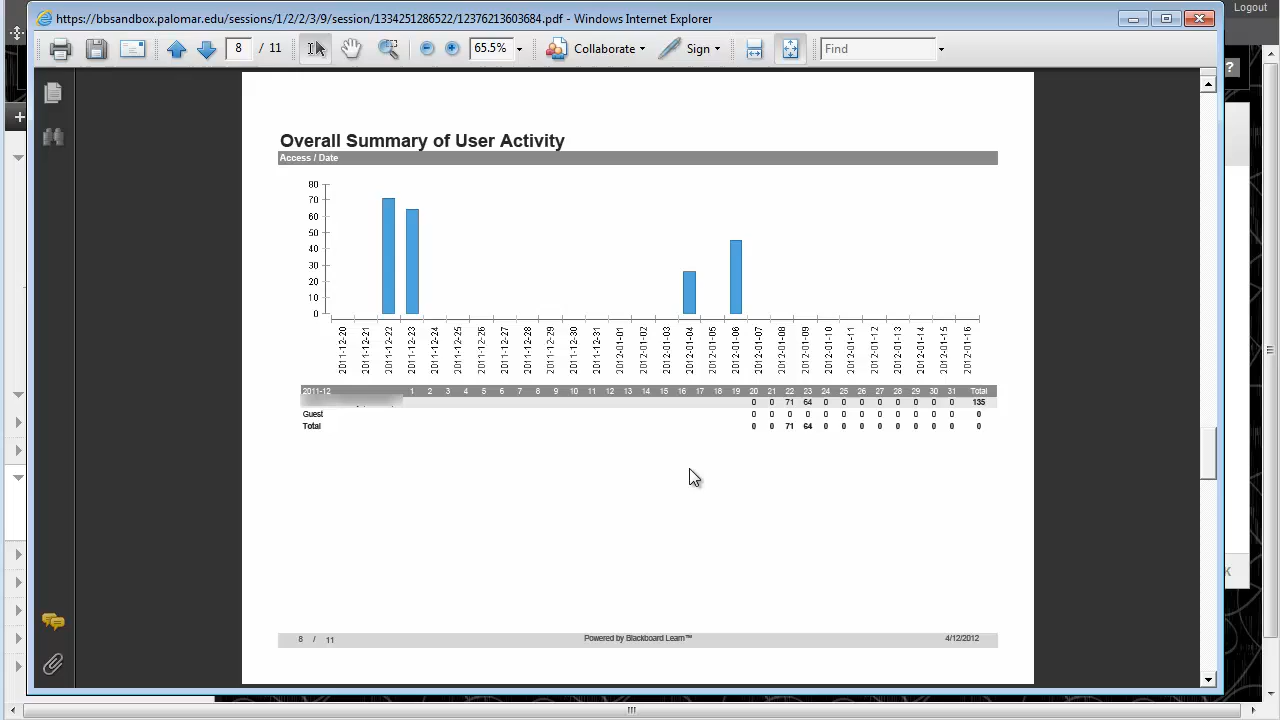 Logout
https://bbsandbox.palomar.edu/sessions/1/2/2/3/9/session/1334251286522/12376213603684.pdf - Windows Internet Explorer
8 / 11 65.5% Collaborate Sign Find
?
Overall Summary of User Activity
Access / Date
80
70
60
50
40
30
20
10
0
2011-12-20 2011-12-21 2011-12-22 2011-12-23 2011-12-24 2011-12-25 2011-12-26 2011-12-27 2011-12-28 2011-12-29 2011-12-30 2011-12-31 2012-01-01 2012-01-02 2012-01-03 2012-01-04 2012-01-05 2012-01-06 2012-01-07 2012-01-08 2012-01-09 2012-01-10 2012-01-11 2012-01-12 2012-01-13 2012-01-14 2012-01-15 2012-01-16
2011-12 1 2 3 4 5 6 7 8 9 10 11 12 13 14 15 16 17 18 19 20 21 22 23 24 25 26 27 28 29 30 31 Total
0 0 71 64 0 0 0 0 0 0 0 0 135
Guest 0 0 0 0 0 0 0 0 0 0 0 0 0
Total 0 0 71 64 0 0 0 0 0 0 0 0 0
8 / 11 Powered by Blackboard Learn™ 4/12/2012